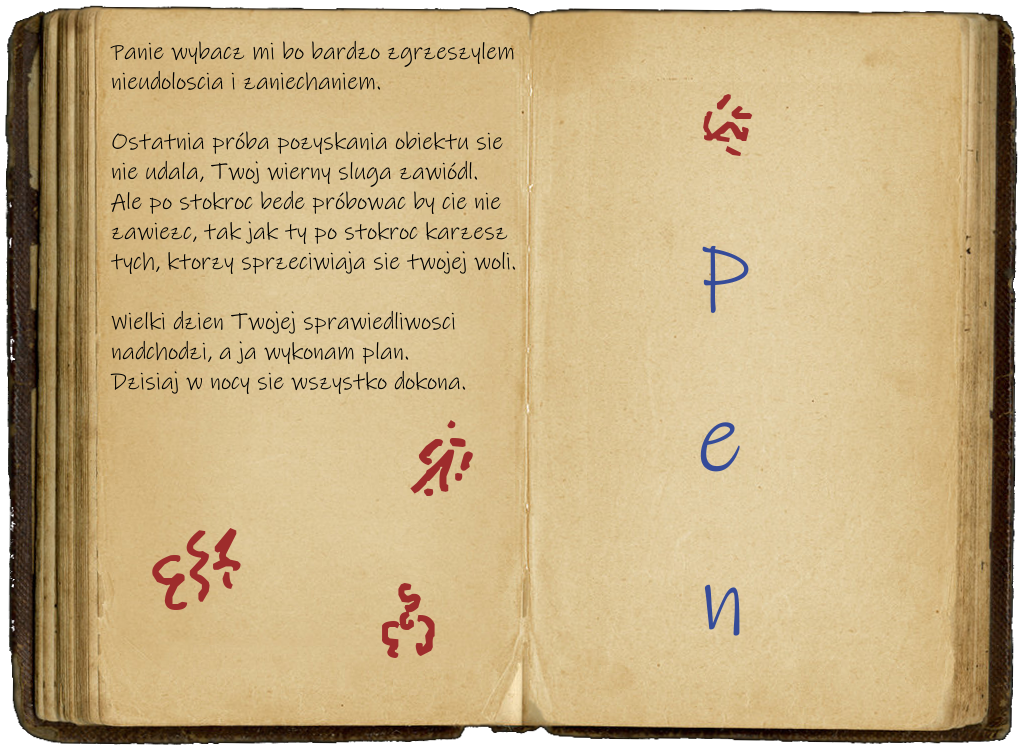 Panie wybacz mi bo bardzo zgrzeszylem
nieudoloscia i zaniechaniem.
Ostatnia próba pozyskania obiektu sie
nie udala, Twoj wierny sluga zawiódl.
Ale po stokroc bede próbowac by cie nie
zawiezc, tak jak ty po stokroc karzesz
tych, ktorzy sprzeciwiaja sie twojej woli.
Wielki dzien Twojej sprawiedliwosci
nadchodzi, a ja wykonam plan.
Dzisiaj w nocy sie wszystko dokona.
P
e
n